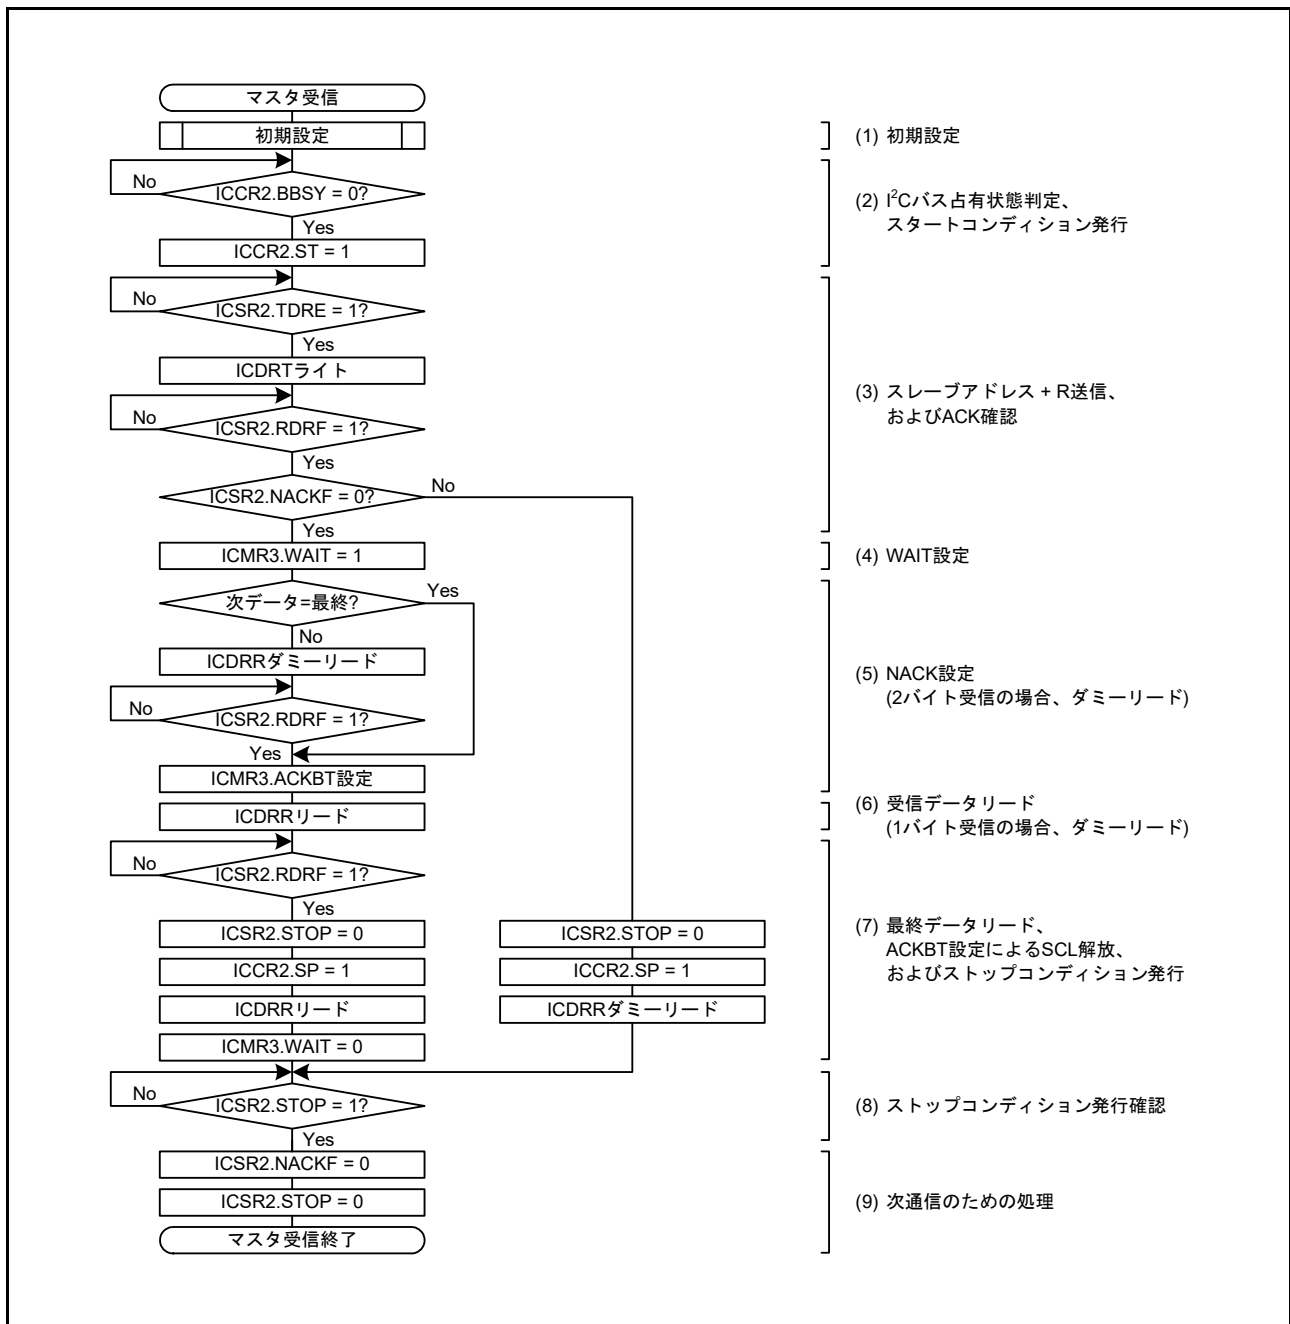 マスタ受信
初期設定
(1) 初期設定
No
ICCR2.BBSY = 0?
Yes
ICCR2.ST = 1
(2) I²Cバス占有状態判定、
スタートコンディション発行
No
ICSR2.TDRE = 1?
Yes
ICDRTライト
No
ICSR2.RDRF = 1?
Yes
ICSR2.NACKF = 0?
No
Yes
(3) スレーブアドレス + R送信、
およびACK確認
ICMR3.WAIT = 1
(4) WAIT設定
次データ=最終?
Yes
No
ICDRRダミーリード
No
ICSR2.RDRF = 1?
Yes
ICMR3.ACKBT設定
(5) NACK設定
(2バイト受信の場合、ダミーリード)
ICDRRリード
(6) 受信データリード
(1バイト受信の場合、ダミーリード)
No
ICSR2.RDRF = 1?
Yes
ICSR2.STOP = 0
ICCR2.SP = 1
ICDRRリード
ICMR3.WAIT = 0
ICSR2.STOP = 0
ICCR2.SP = 1
ICDRRダミーリード
(7) 最終データリード、
ACKBT設定によるSCL解放、
およびストップコンディション発行
No
ICSR2.STOP = 1?
Yes
(8) ストップコンディション発行確認
ICSR2.NACKF = 0
ICSR2.STOP = 0
マスタ受信終了
(9) 次通信のための処理